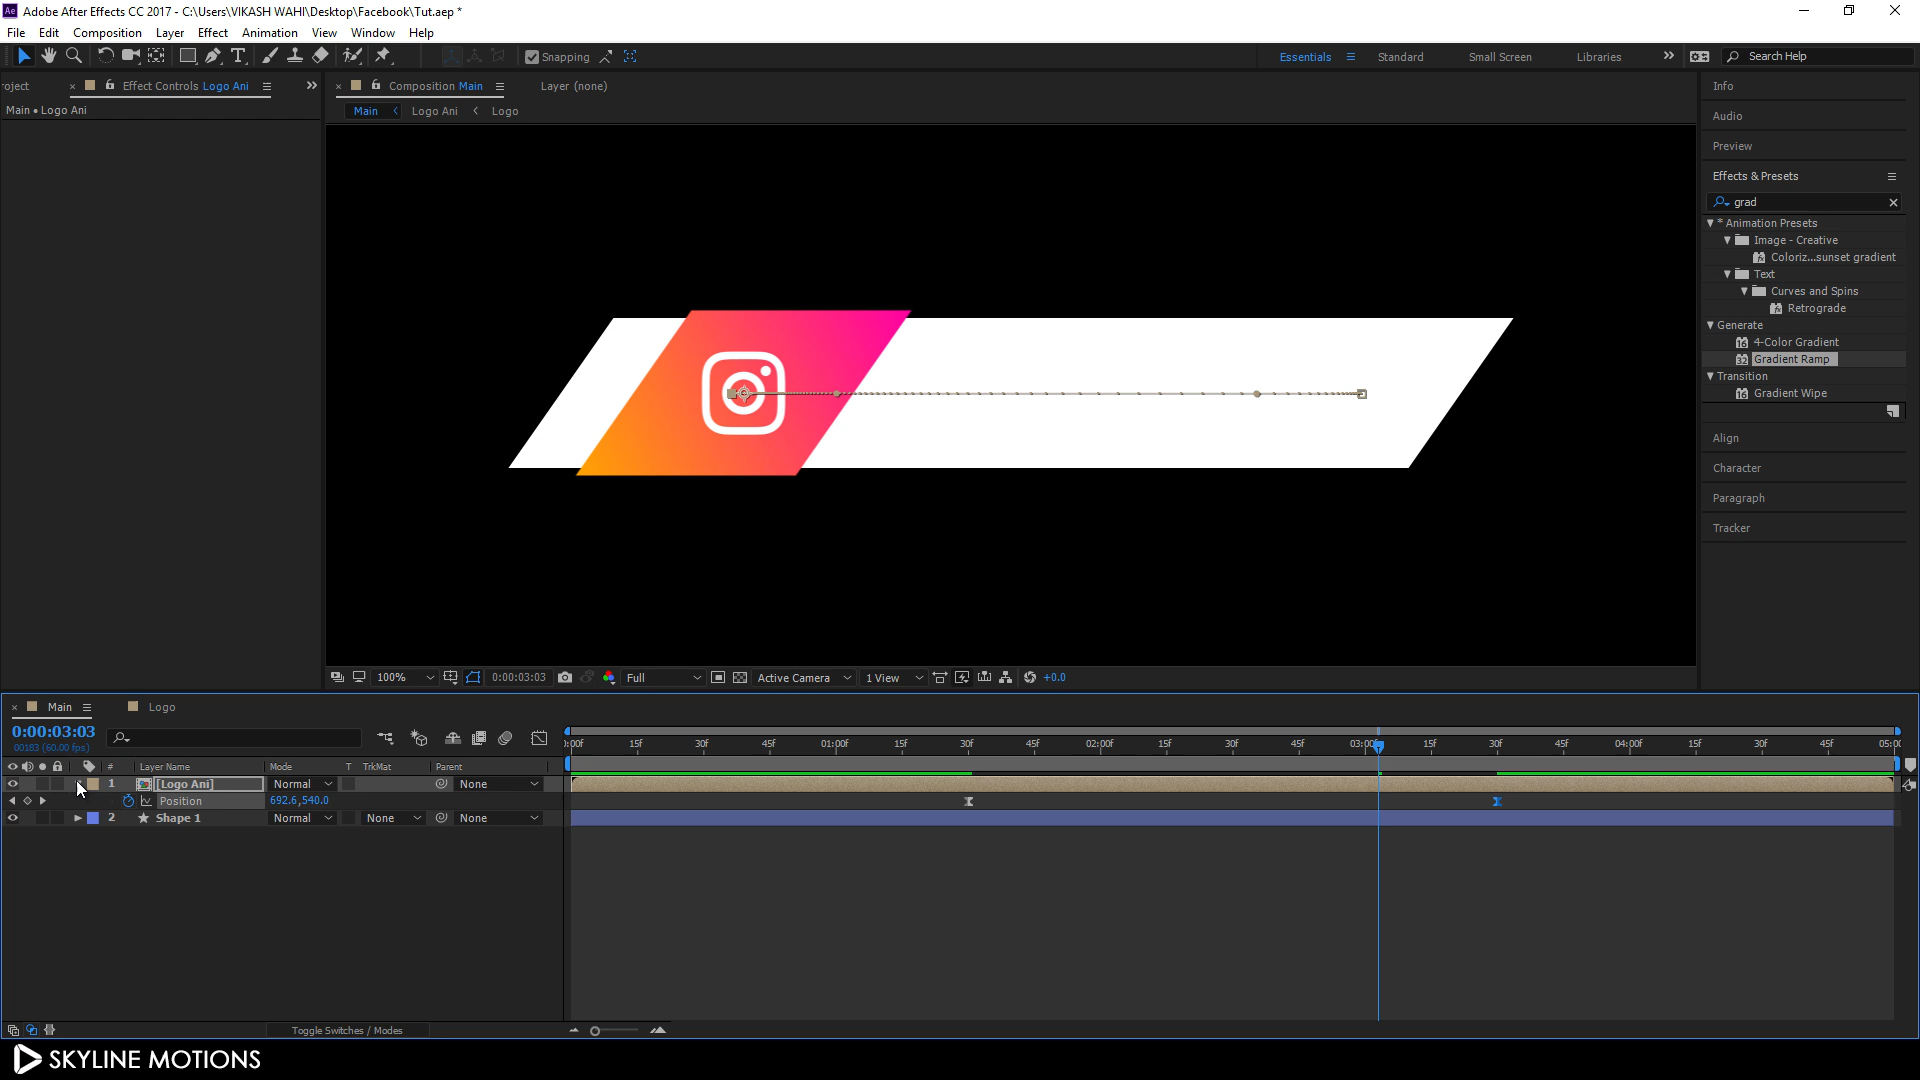 Adobe After Effects CC 2017 - C:\Users\VIKASH WAHI\Desktop\Facebook\Tut.aep *
File Edit Composition Layer Effect Animation View Window Help
Snapping
Essentials Standard Small Screen Libraries Search Help
roject Effect Controls Logo Ani
Main • Logo Ani
Composition Main Layer (none)
Main Logo Ani Logo
Info
Audio
Preview
Effects & Presets
grad
* Animation Presets
Image - Creative
Coloriz...sunset gradient
Text
Curves and Spins
Retrograde
Generate
4-Color Gradient
Gradient Ramp
Transition
Gradient Wipe
Align
Character
Paragraph
Tracker
100% 0:00:03:03 Full Active Camera 1 View +0.0
Main Logo
0:00:03:03
00183 (60.00 fps)
):00f 15f 30f 45f 01:00f 15f 30f 45f 02:00f 15f 30f 45f 03:00f 15f 30f 45f 04:00f 15f 30f 45f 05:00
# Layer Name Mode T TrkMat Parent
1 [Logo Ani] Normal None
Position 692.6,540.0
2 Shape 1 Normal None None
Toggle Switches / Modes
SKYLINE MOTIONS